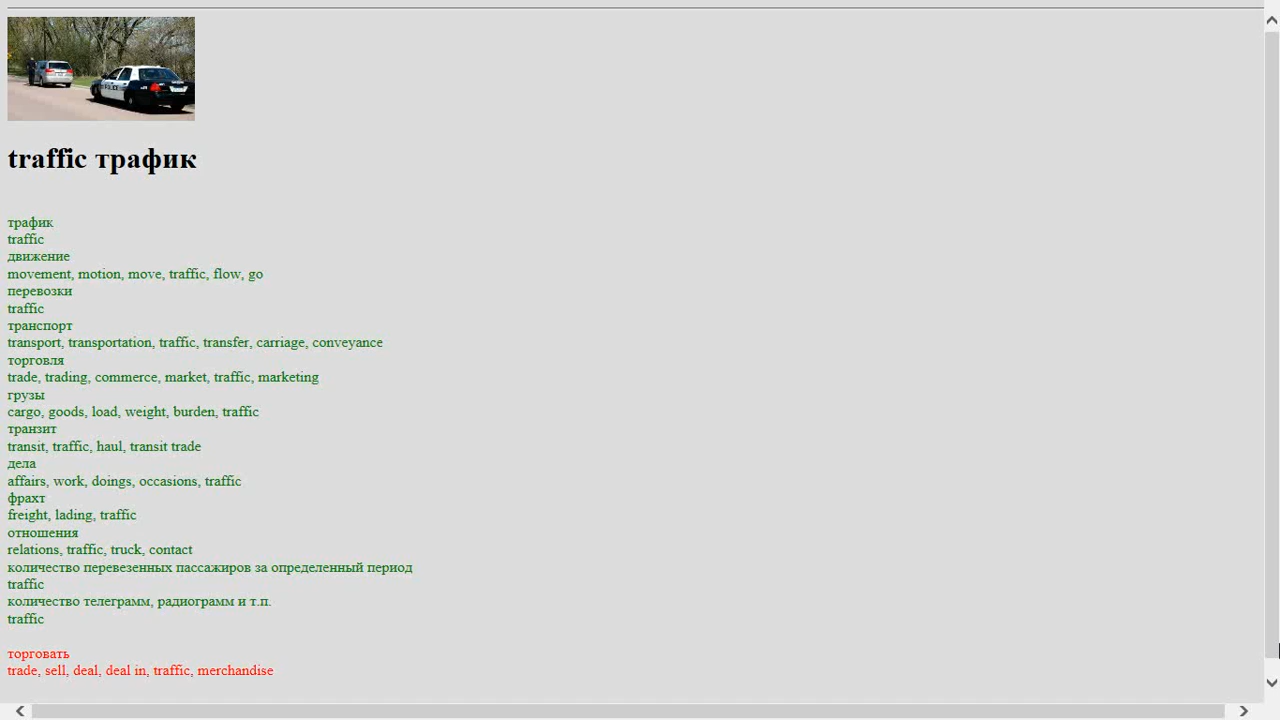 traffic трафик
трафик
traffic
движение
movement, motion, move, traffic, flow, go
перевозки
traffic
транспорт
transport, transportation, traffic, transfer, carriage, conveyance
торговля
trade, trading, commerce, market, traffic, marketing
грузы
cargo, goods, load, weight, burden, traffic
транзит
transit, traffic, haul, transit trade
дела
affairs, work, doings, occasions, traffic
фрахт
freight, lading, traffic
отношения
relations, traffic, truck, contact
количество перевезенных пассажиров за определенный период
traffic
количество телеграмм, радиограмм и т.п.
traffic
торговать
trade, sell, deal, deal in, traffic, merchandise